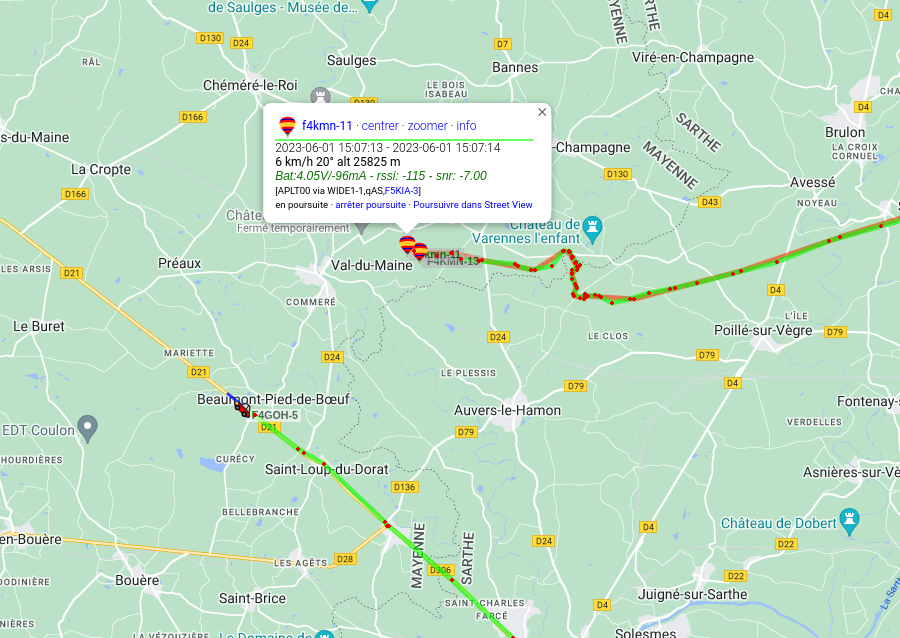 de Saulges - Musée de...
SARTHE
MAYENNE
D4
D130
D24
D7
Viré-en-Champagne
Saulges
Bannes
RÂL
Chéméré-le-Roi
LE BOIS
ISABEAU
D130
D166
D4
s-du-Maine
f4kmn-11 · centrer · zoomer · info
2023-06-01 15:07:13 - 2023-06-01 15:07:14
6 km/h 20° alt 25825 m
Bat:4.05V/-96mA - rssi: -115 - snr: -7.00
[APLT00 via WIDE1-1,qAS,F5KIA-3]
en poursuite · arrêter poursuite · Poursuivre dans Street View
SARTHE
MAYENNE
Brulon
LA CROIX
CORNUEL
-Champagne
La Cropte
D166
D130
Avessé
NOYEAU
D43
Châte
Fermé temporairement
Château de
Varennes l'enfant
kmn-11
F4KMN-13
Val-du-Maine
Préaux
LES ARSIS
D21
COMMERÉ
D4
L'ÎLE
Poillé-sur-Vègre
D79
Le Buret
D24
LE CLOS
MARIETTE
D24
D79
D21
LE PLESSIS
D79
D4
Beaumont-Pied-de-Bœuf
F4GOH-5
D21
Auvers-le-Hamon
Fontenay-s
VERDELLES
EDT Coulon
D79
HOURDIÈRES
CURÉCY
Saint-Loup-du-Dorat
Asnières-sur-Vè
D136
BELLEBRANCHE
Château de Dobert
D4
D22
en-Bouère
MAYENNE
SARTHE
D24
LES AGÊTS
D28
D306
D22
ODINIÈRE
Bouère
Saint-Brice
Juigné-sur-Sarthe
La Sart
SAINT-CHARLES
FARCÉ
D4
NIÈRES
LA VÉZOUZIÈRE
Le Domaine de
Solesmes